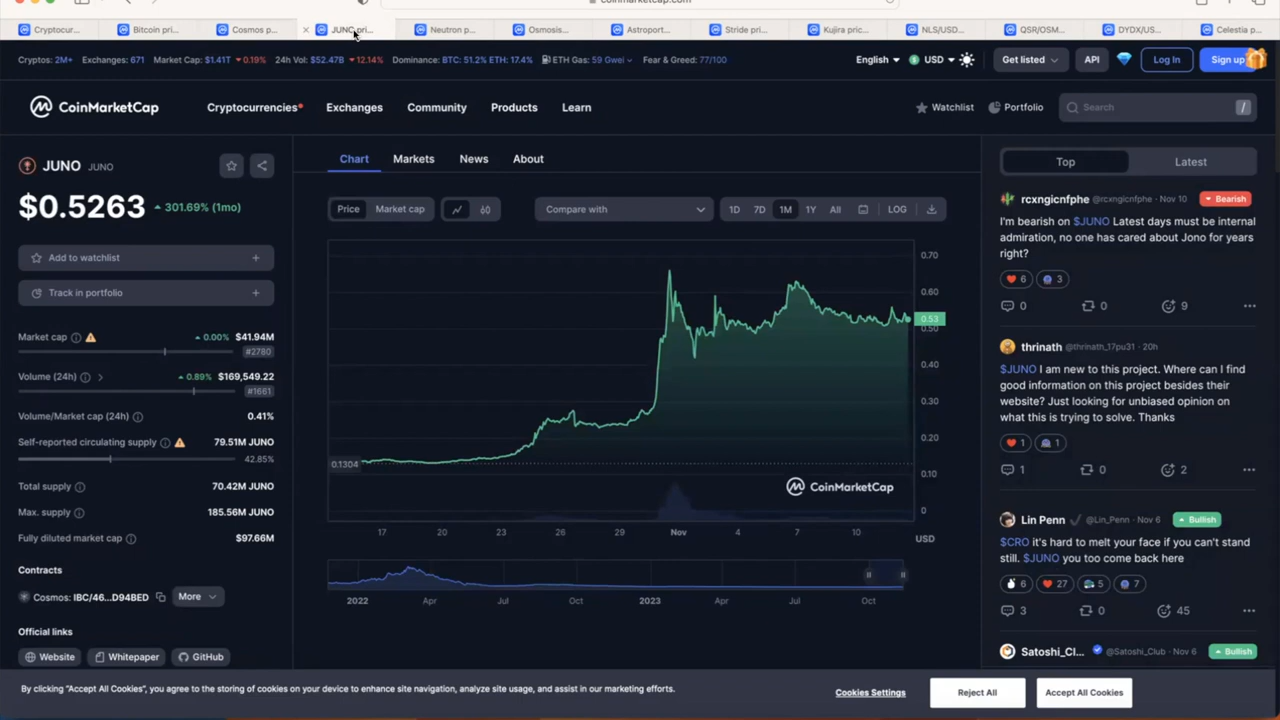 coinmarketcap.com
Cryptocur...
Bitcoin pri...
Cosmos p...
JUNO pri...
Neutron p...
Osmosis...
Astroport...
Stride pri...
Kujira pric...
NLS/USD...
QSR/OSM...
DYDX/US...
Celestia p...
Cryptos: 2M+ Exchanges: 671 Market Cap: $1.41T 0.19% 24h Vol: $52.47B 12.14% Dominance: BTC: 51.2% ETH: 17.4% ETH Gas: 59 Gwei Fear & Greed: 77/100
English USD Get listed API Log In Sign up
CoinMarketCap Cryptocurrencies Exchanges Community Products Learn Watchlist Portfolio Search /
JUNO JUNO
$0.5263 301.69% (1mo)
Add to watchlist +
Track in portfolio +
Market cap 0.00% $41.94M
#2780
Volume (24h) 0.89% $169,549.22
#1661
Volume/Market cap (24h) 0.41%
Self-reported circulating supply 79.51M JUNO
42.85%
Total supply 70.42M JUNO
Max. supply 185.56M JUNO
Fully diluted market cap $97.66M
Contracts
Cosmos: IBC/46...D94BED More
Official links
Website Whitepaper GitHub
Chart Markets News About
Price Market cap Compare with 1D 7D 1M 1Y All LOG
0.70
0.60
0.53
0.50
0.40
0.30
0.20
0.1304
0.10
CoinMarketCap
0
17 20 23 26 29 Nov 4 7 10 USD
2022 Apr Jul Oct 2023 Apr Jul Oct
Top Latest
rcxngicnfphe @rcxngicnfphe · Nov 10 Bearish
I'm bearish on $JUNO Latest days must be internal
admiration, no one has cared about Jono for years
right?
6 3
0 0 9
thrinath @thrinath_17pu31 · 20h
$JUNO I am new to this project. Where can I find
good information on this project besides their
website? Just looking for unbiased opinion on
what this is trying to solve. Thanks
1 1
1 0 2
Lin Penn @Lin_Penn · Nov 6 Bullish
$CRO it's hard to melt your face if you can't stand
still. $JUNO you too come back here
6 27 5 7
3 0 45
Satoshi_Cl... @Satoshi_Club · Nov 6 Bullish
By clicking "Accept All Cookies", you agree to the storing of cookies on your device to enhance site navigation, analyze site usage, and assist in our marketing efforts.
Cookies Settings Reject All Accept All Cookies